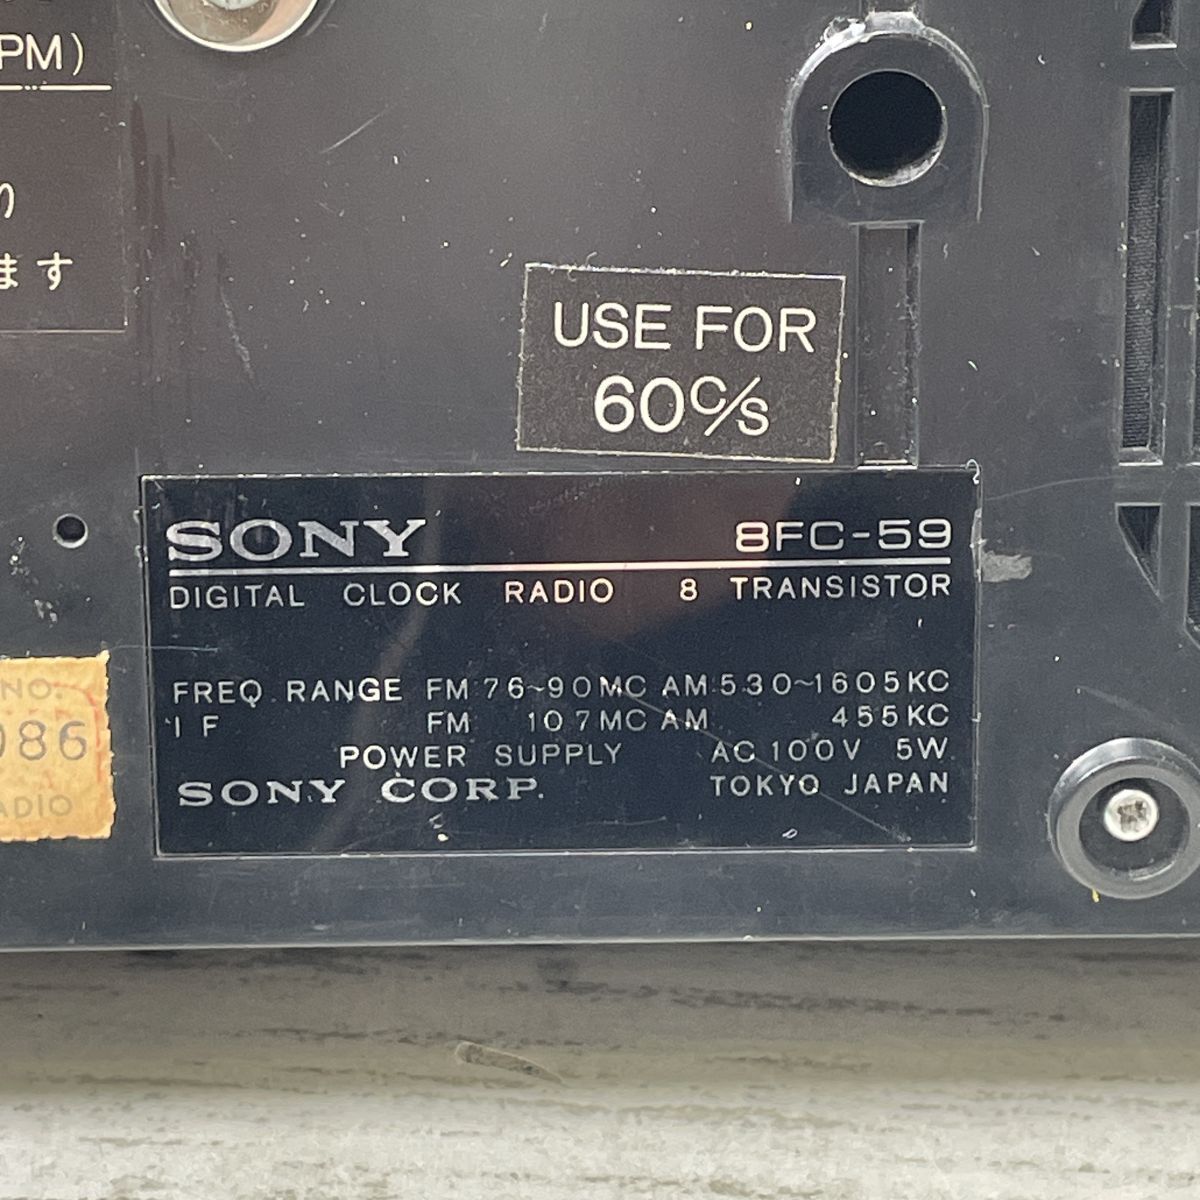 PM)
ます
USE FOR
60C/S
SONY 8FC-59
DIGITAL CLOCK RADIO 8 TRANSISTOR
FREQ. RANGE FM 76~90MC AM 530~1605KC
IF FM 10.7MC AM 455KC
POWER SUPPLY AC 100V 5W
SONY CORP. TOKYO JAPAN
NO.
086
ADIO